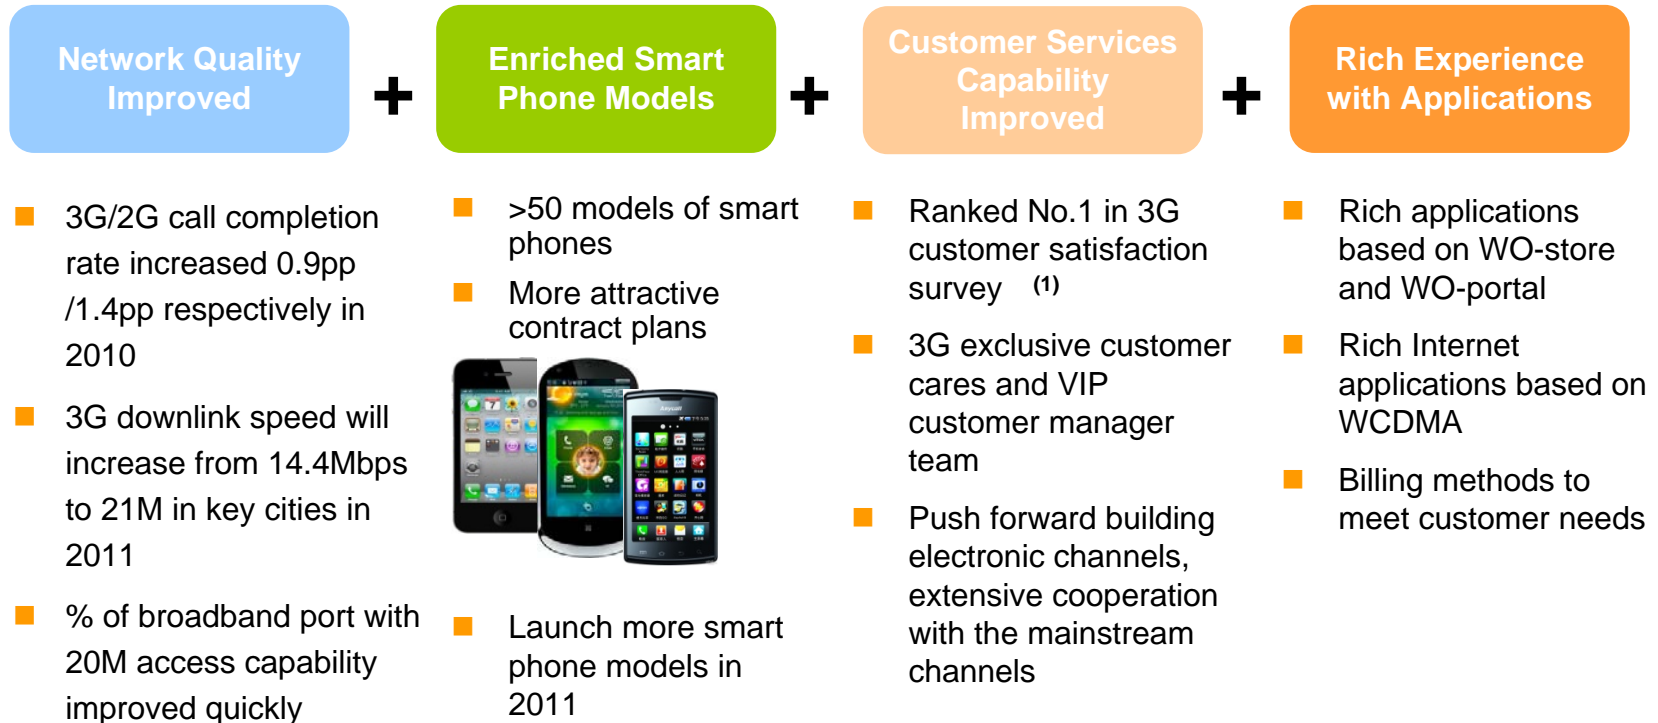 Network Quality
Improved
+
Enriched Smart
Phone Models
+
Customer Services
Capability
Improved
+
Rich Experience
with Applications
3G/2G call completion
rate increased 0.9pp
/1.4pp respectively in
2010
3G downlink speed will
increase from 14.4Mbps
to 21M in key cities in
2011
% of broadband port with
20M access capability
improved quickly
>50 models of smart
phones
More attractive
contract plans
Launch more smart
phone models in
2011
Ranked No.1 in 3G
customer satisfaction
survey (1)
3G exclusive customer
cares and VIP
customer manager
team
Push forward building
electronic channels,
extensive cooperation
with the mainstream
channels
Rich applications
based on WO-store
and WO-portal
Rich Internet
applications based on
WCDMA
Billing methods to
meet customer needs